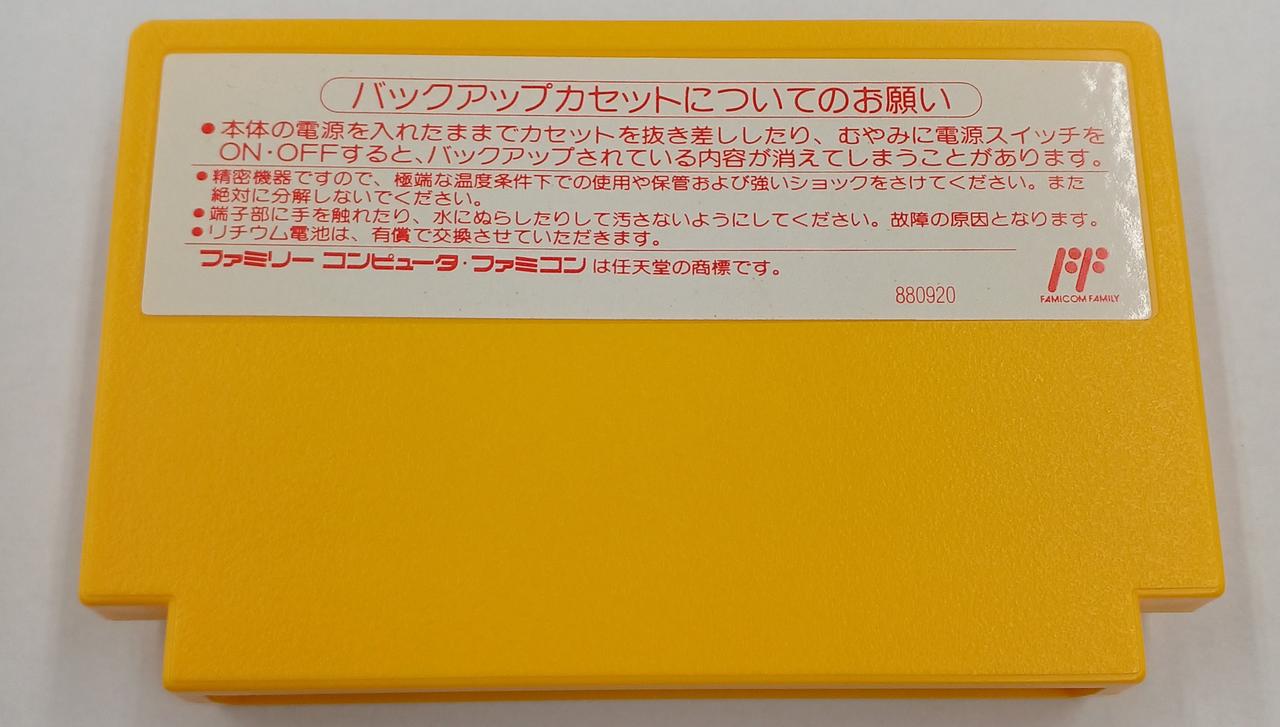 バックアップカセットについてのお願い
●本体の電源を入れたままでカセットを抜き差ししたり、むやみに電源スイッチを
ON・OFFすると、バックアップされている内容が消えてしまうことがあります。
●精密機器ですので、極端な温度条件下での使用や保管および強いショックをさけてください。また
絶対に分解しないでください。
●端子部に手を触れたり、水にぬらしたりして汚さないようにしてください。故障の原因となります。
●リチウム電池は、有償で交換させていただきます。
ファミリー コンピュータ・ファミコン は任天堂の商標です。
880920
FAMICOM FAMILY